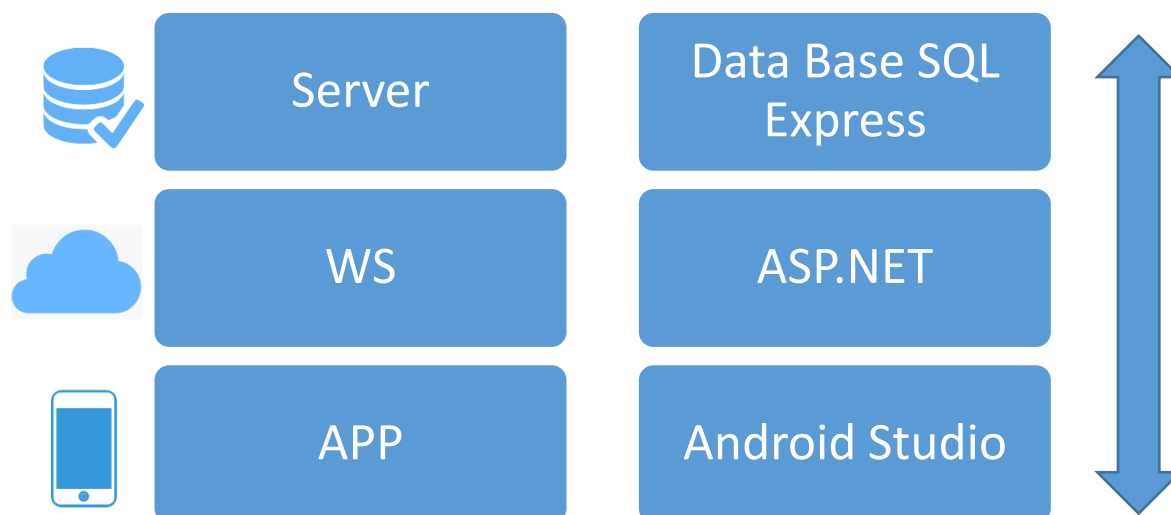 Server
Data Base SQL
Express
WS
ASP.NET
APP
Android Studio